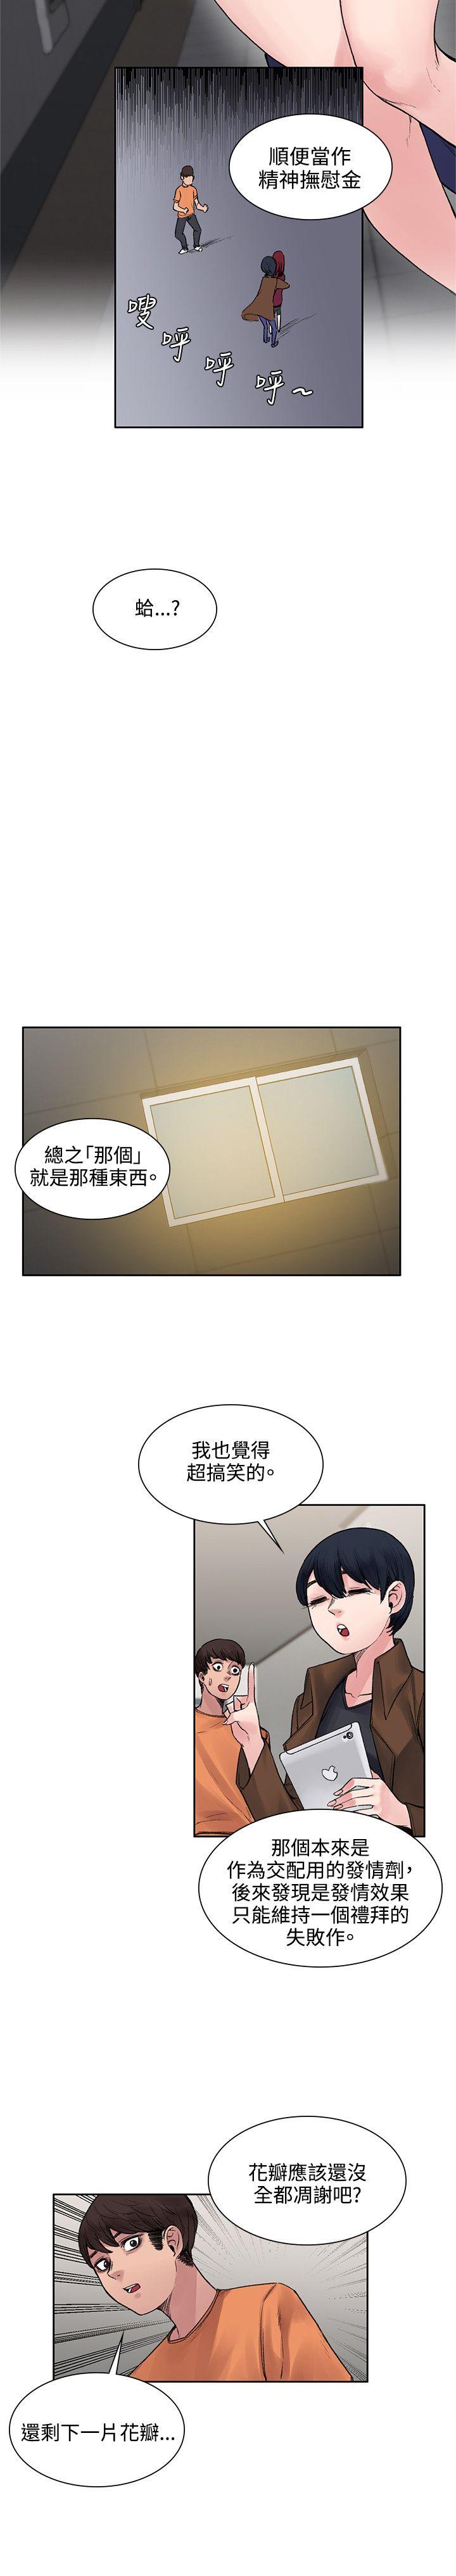 順便當作
精神撫慰金
嗖
呼
呼
呼~
蛤...?
總之「那個」
就是那種東西。
我也覺得
超搞笑的。
那個本來是
作為交配用的發情劑,
後來發現是發情效果
只能維持一個禮拜的
失敗作。
花瓣應該還沒
全都凋謝吧?
還剩下一片花瓣...